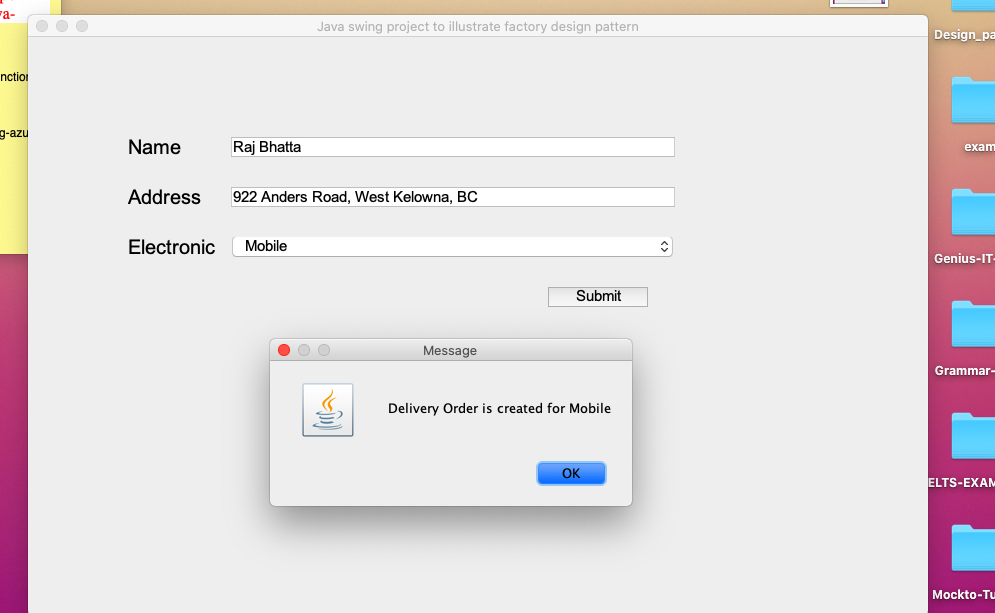 va-
Java swing project to illustrate factory design pattern
Design_pa
nction
g-azu
Name
Raj Bhatta
exam
Address
922 Anders Road, West Kelowna, BC
Electronic
Mobile
Genius-IT-
Submit
Message
Grammar-
Delivery Order is created for Mobile
OK
ELTS-EXAM
Mockto-Tu